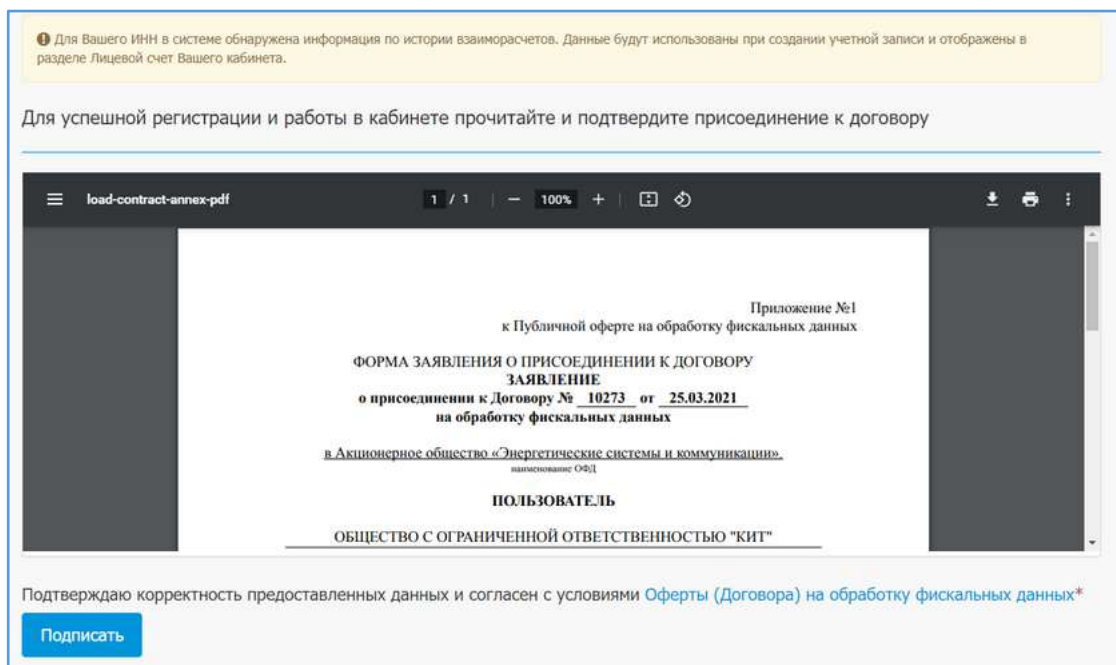 Для Вашего ИНН в системе обнаружена информация по истории взаиморасчетов. Данные будут использованы при создании учетной записи и отображены в
разделе Лицевой счет Вашего кабинета.
Для успешной регистрации и работы в кабинете прочитайте и подтвердите присоединение к договору
load-contract-annex-pdf 1 / 1 | − 100% + |
Приложение №1
к Публичной оферте на обработку фискальных данных
ФОРМА ЗАЯВЛЕНИЯ О ПРИСОЕДИНЕНИИ К ДОГОВОРУ
ЗАЯВЛЕНИЕ
о присоединении к Договору № 10273 от 25.03.2021
на обработку фискальных данных
в Акционерное общество «Энергетические системы и коммуникации».
наименование ОФД
ПОЛЬЗОВАТЕЛЬ
ОБЩЕСТВО С ОГРАНИЧЕННОЙ ОТВЕТСТВЕННОСТЬЮ "КИТ"
Подтверждаю корректность предоставленных данных и согласен с условиями Оферты (Договора) на обработку фискальных данных*
Подписать